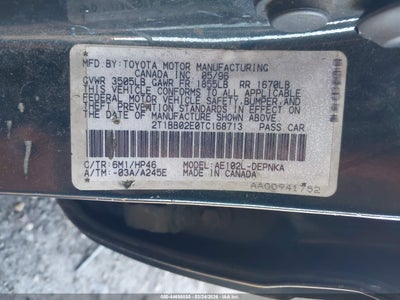 MFD. BY: TOYOTA MOTOR MANUFACTURING
CANADA INC. 05/96
GVWR 3505LB GAWR FR 1855LB RR 1670LB
THIS VEHICLE CONFORMS TO ALL APPLICABLE
FEDERAL MOTOR VEHICLE SAFETY, BUMPER, AND
THEFT PREVENTION STANDARDS IN EFFECT ON
THE DATE OF MANUFACTURE SHOWN ABOVE.
2T1BB02E0TC168713 PASS CAR
C/TR: 6M1/HP46 MODEL: AE102L-DEPNKA
A/TM: -03A/A245E MADE IN CANADA
AA00941752